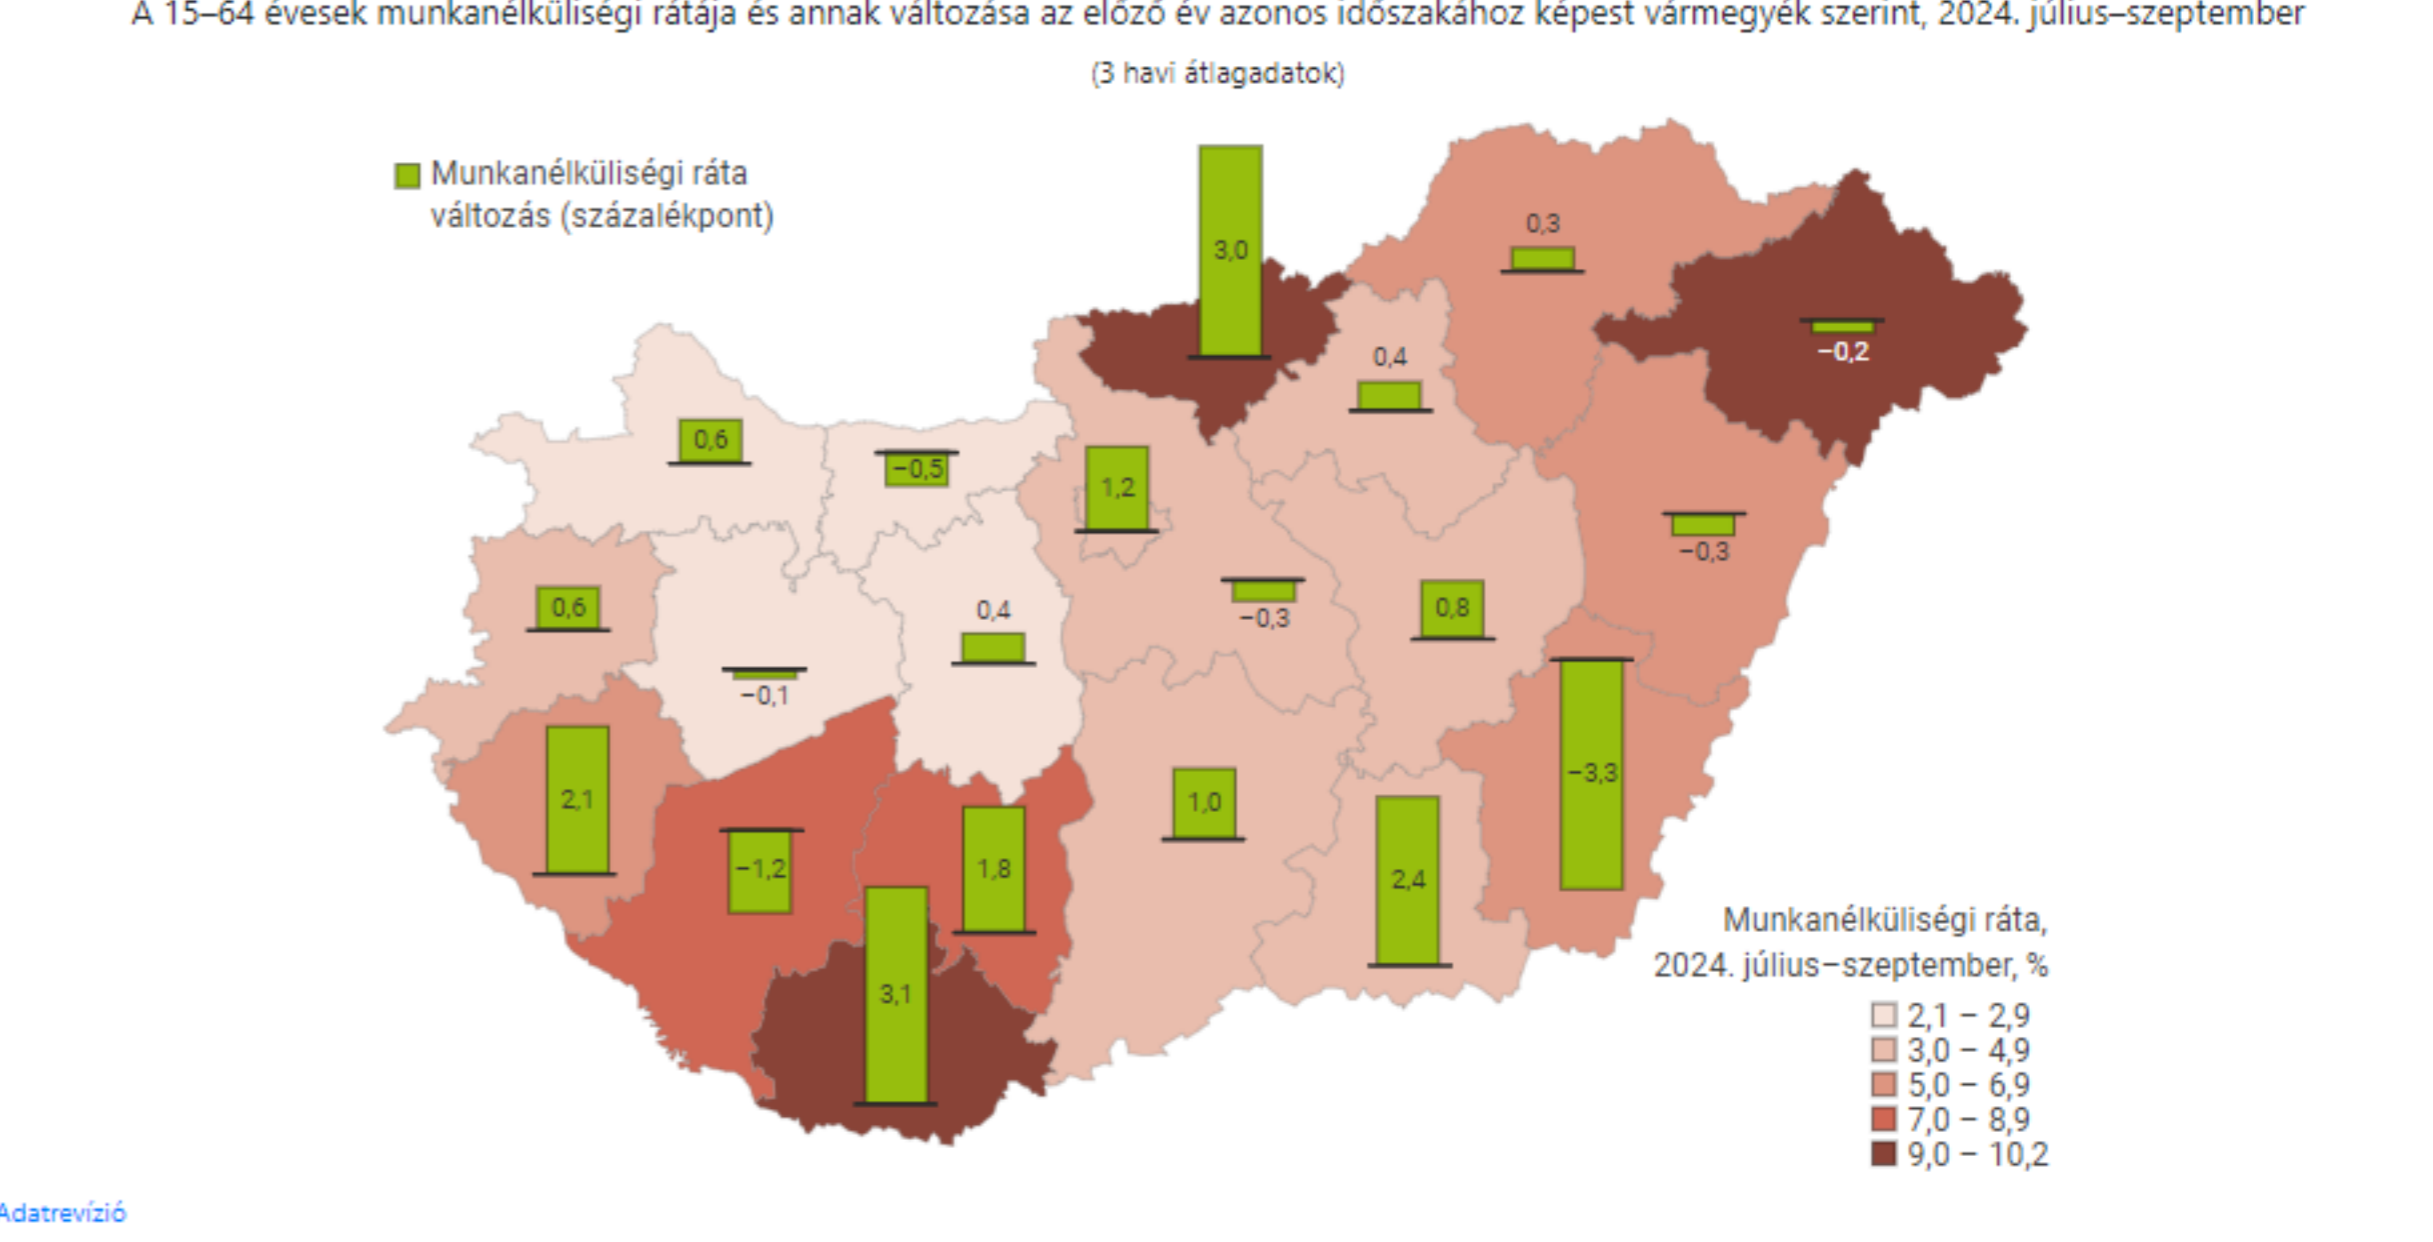 A 15–64 évesek munkanélküliségi rátája és annak változása az előző év azonos időszakához képest vármegyék szerint, 2024. július–szeptember
(3 havi átlagadatok)
Munkanélküliségi ráta
változás (százalékpont)
3,0
0,3
−0,2
0,4
0,6
−0,5
1,2
−0,3
0,6
0,4
−0,3
0,8
−0,1
2,1
−3,3
1,0
−1,2
1,8
2,4
3,1
Munkanélküliségi ráta,
2024. július–szeptember, %
2,1 – 2,9
3,0 – 4,9
5,0 – 6,9
7,0 – 8,9
9,0 – 10,2
Adatrevízió